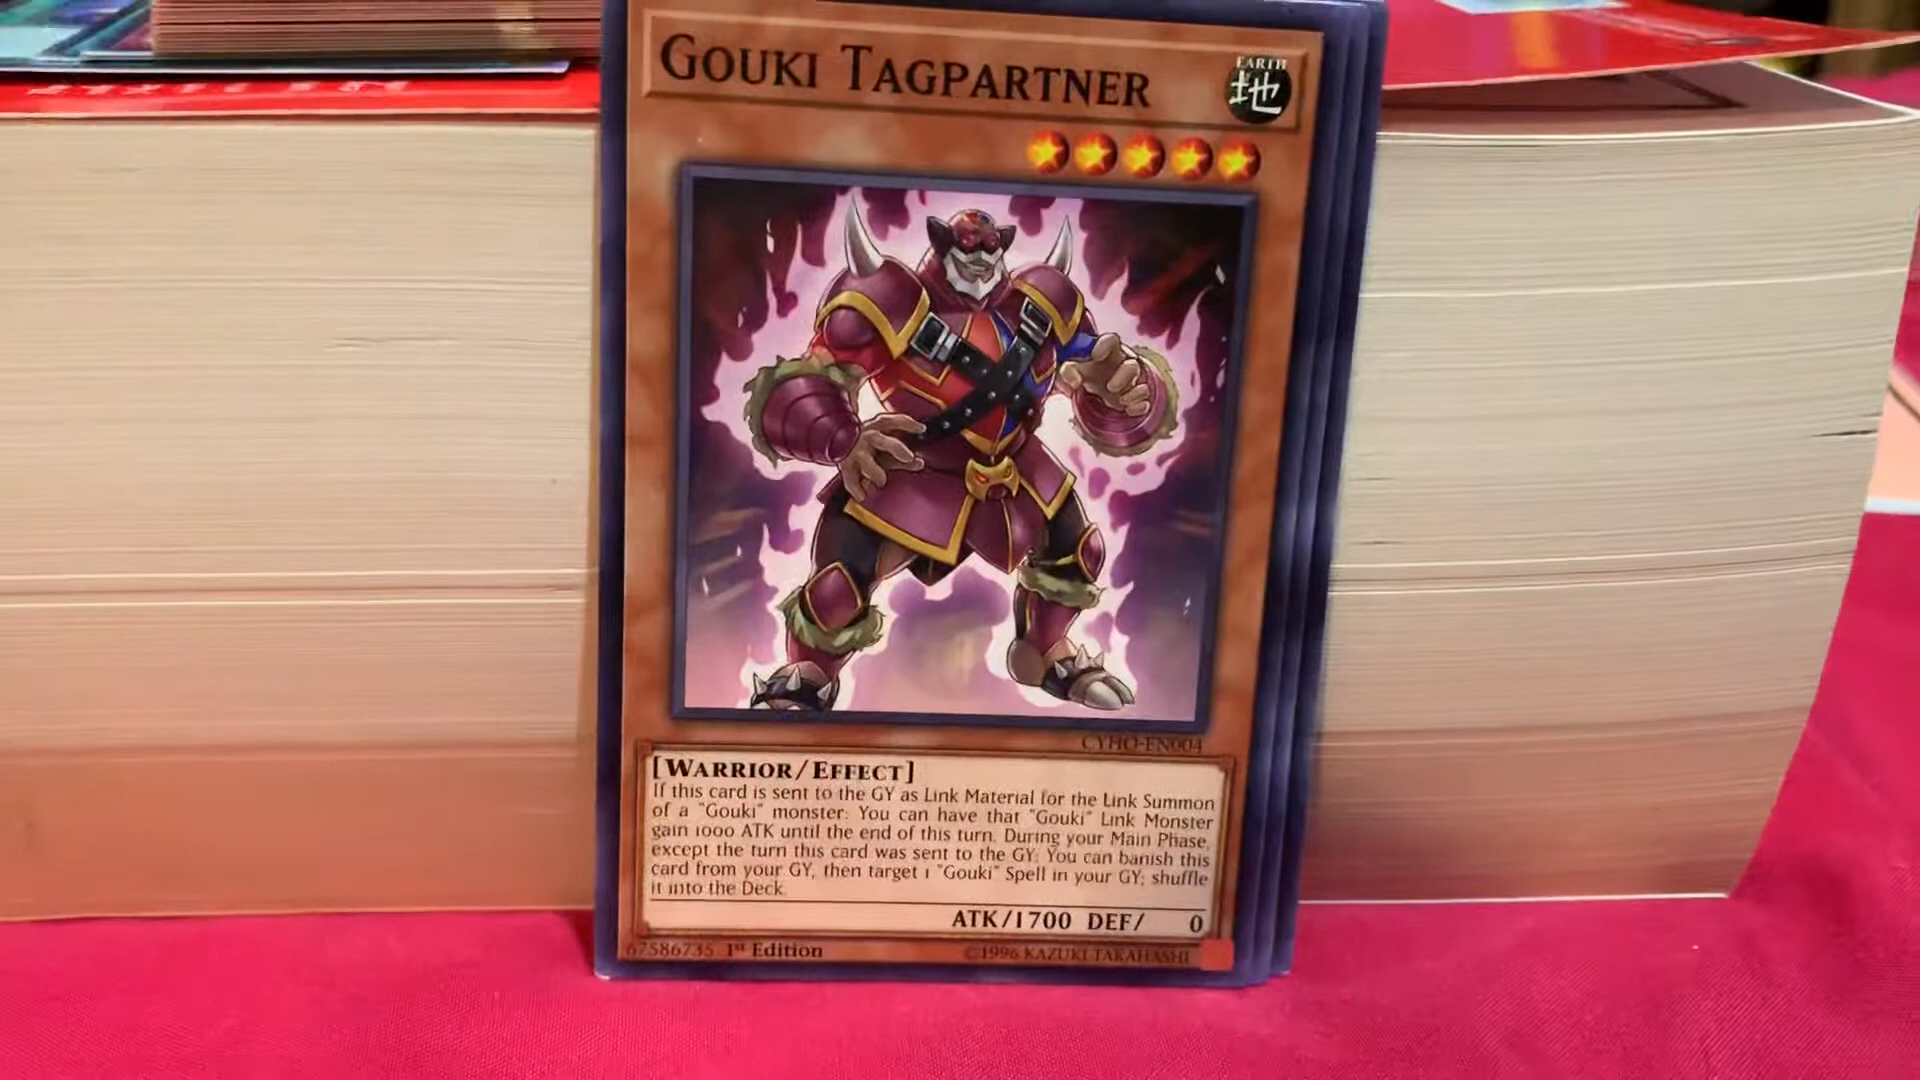 GOUKI TAGPARTNER
EARTH
地
CYHO-EN004
[WARRIOR/EFFECT]
If this card is sent to the GY as Link Material for the Link Summon
of a "Gouki" monster: You can have that "Gouki" Link Monster
gain 1000 ATK until the end of this turn. During your Main Phase,
except the turn this card was sent to the GY: You can banish this
card from your GY, then target 1 "Gouki" Spell in your GY; shuffle
it into the Deck.
ATK/1700 DEF/ 0
67586735 1st Edition
©1996 KAZUKI TAKAHASHI